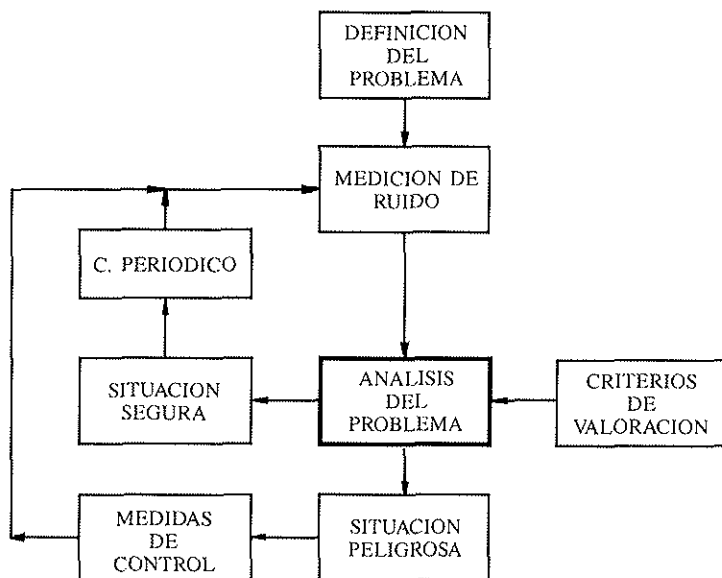 DEFINICION
DEL
PROBLEMA
MEDICION DE
RUIDO
C. PERIODICO
SITUACION
SEGURA
ANALISIS
DEL
PROBLEMA
CRITERIOS
DE
VALORACION
MEDIDAS
DE
CONTROL
SITUACION
PELIGROSA